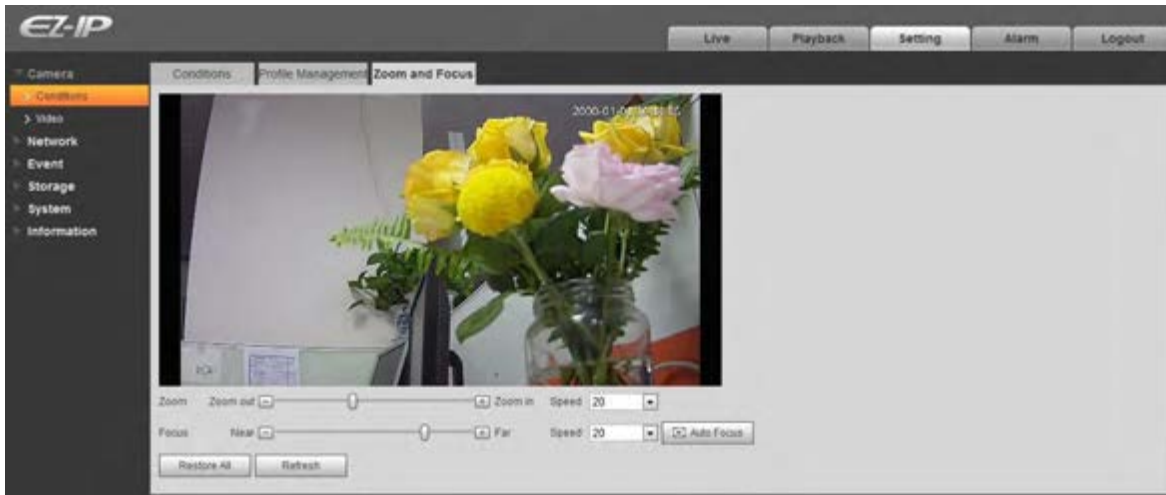 EZ-IP
Live Playback Setting Alarm Logout
Camera
Conditions
Video
Network
Event
Storage
System
Information
Conditions Profile Management Zoom and Focus
Zoom Zoom out Zoom in Speed 20
Focus Near Far Speed 20 Auto Focus
Restore All Refresh